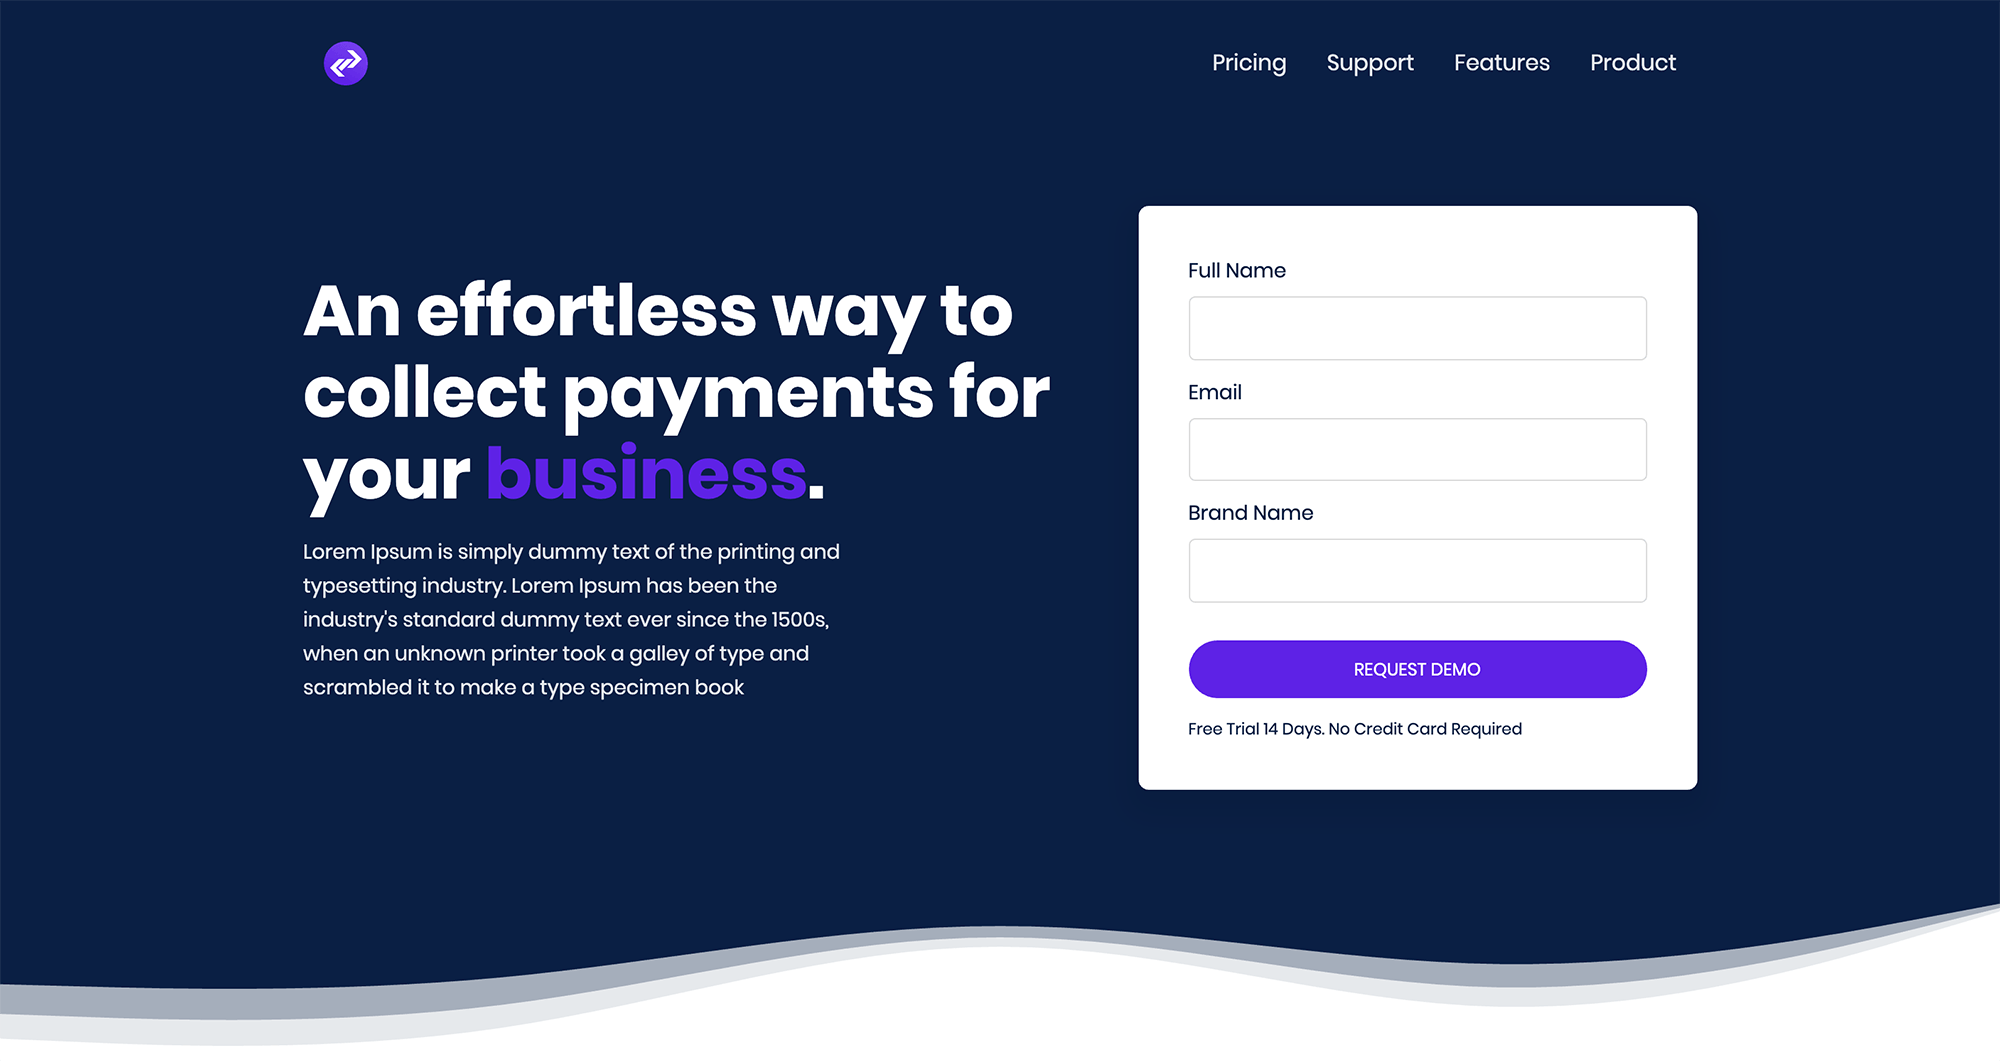 Pricing Support Features Product
An effortless way to
collect payments for
your business.
Lorem Ipsum is simply dummy text of the printing and
typesetting industry. Lorem Ipsum has been the
industry's standard dummy text ever since the 1500s,
when an unknown printer took a galley of type and
scrambled it to make a type specimen book
Full Name
Email
Brand Name
REQUEST DEMO
Free Trial 14 Days. No Credit Card Required